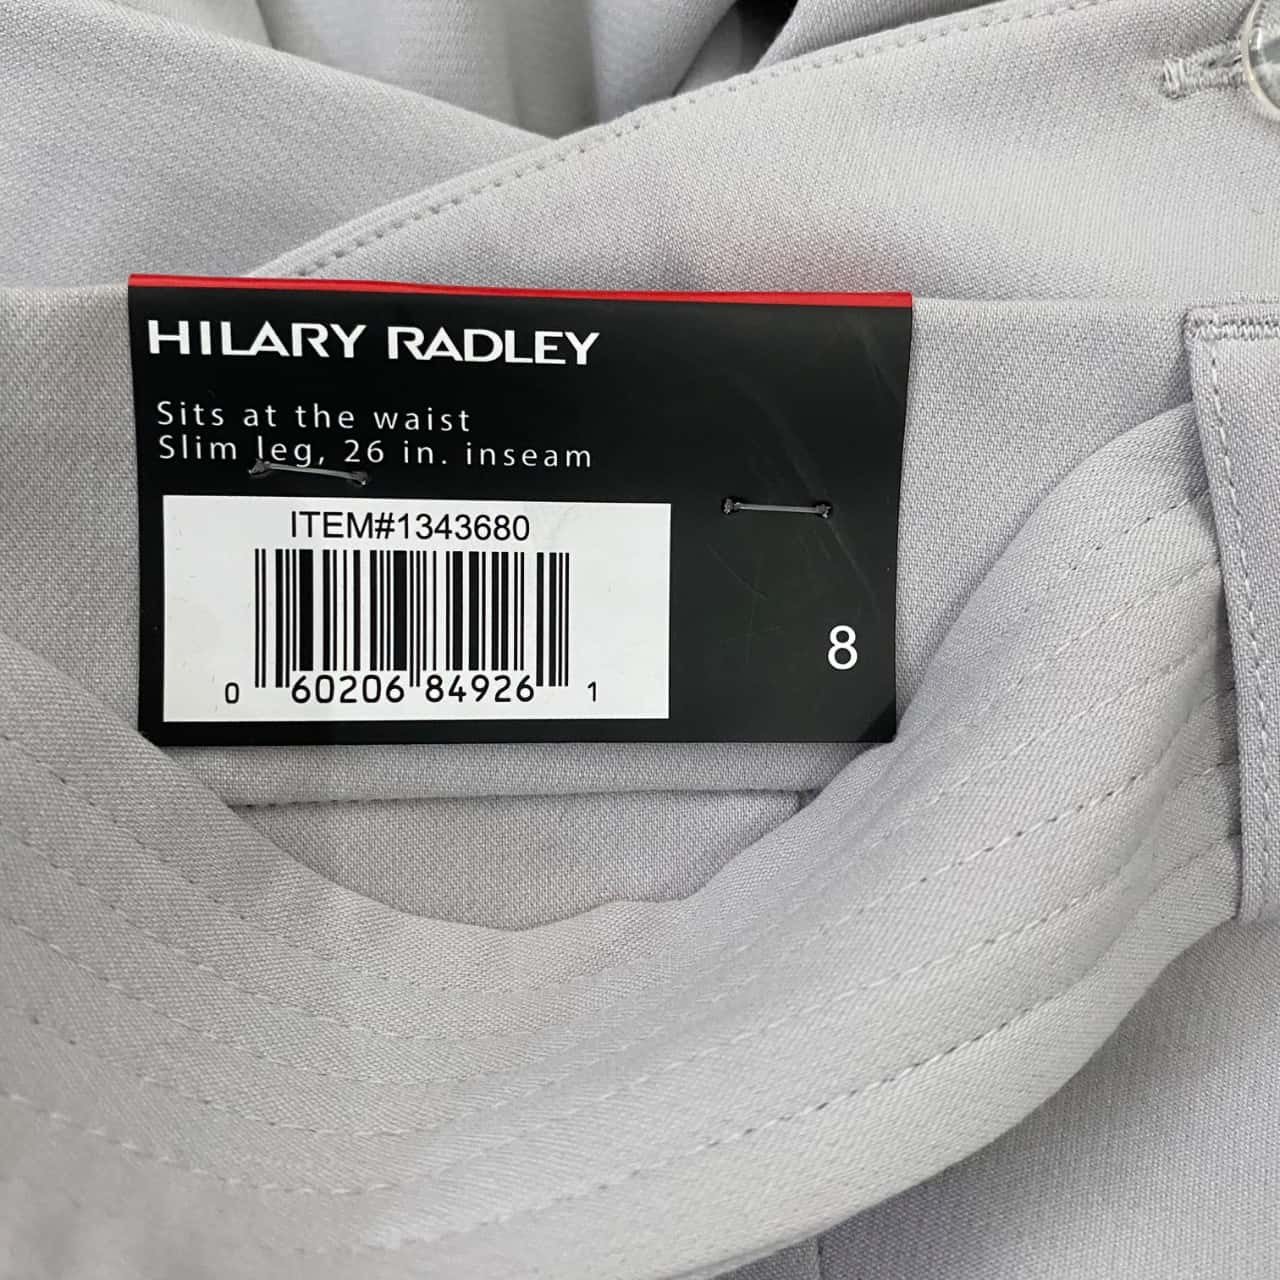 HILARY RADLEY
Sits at the waist
Slim leg, 26 in. inseam
ITEM#1343680
0 60206 84926 1
8